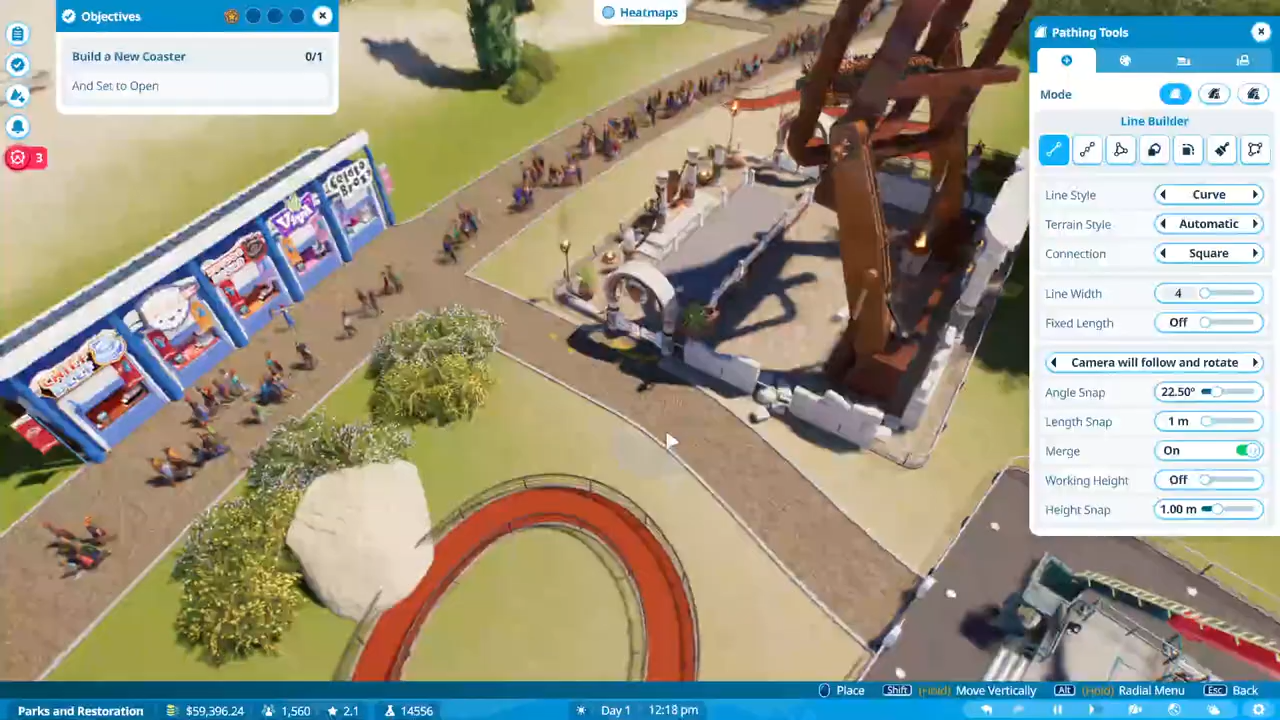 Objectives
Build a New Coaster 0/1
And Set to Open
3
Heatmaps
Pathing Tools
Mode
Line Builder
Line Style Curve
Terrain Style Automatic
Connection Square
Line Width 4
Fixed Length Off
Camera will follow and rotate
Angle Snap 22.50º
Length Snap 1 m
Merge On
Working Height Off
Height Snap 1.00 m
Place Shift (Hold) Move Vertically Alt (Hold) Radial Menu Esc Back
Parks and Restoration $59,396.24 1,560 2.1 14556 Day 1 12:18 pm